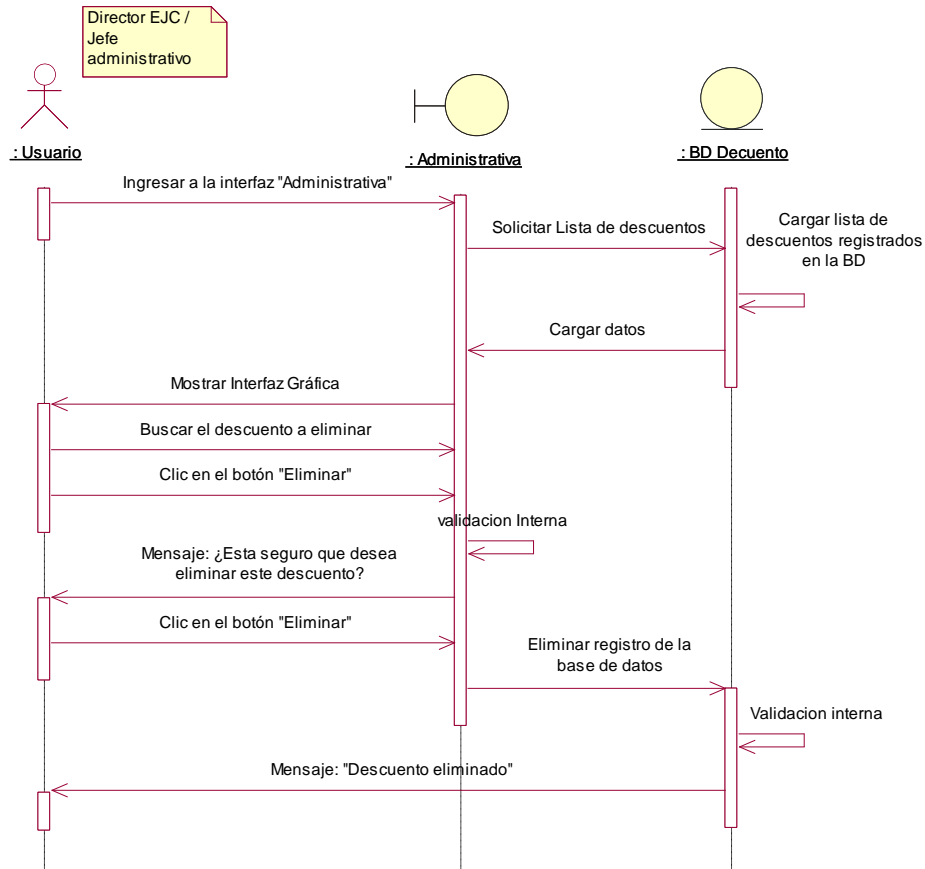 Director EJC /
Jefe
administrativo
: Usuario
: Administrativa
: BD Decuento
Ingresar a la interfaz "Administrativa"
Solicitar Lista de descuentos
Cargar lista de
descuentos registrados
en la BD
Cargar datos
Mostrar Interfaz Gráfica
Buscar el descuento a eliminar
Clic en el botón "Eliminar"
validacion Interna
Mensaje: ¿Esta seguro que desea
eliminar este descuento?
Clic en el botón "Eliminar"
Eliminar registro de la
base de datos
Validacion interna
Mensaje: "Descuento eliminado"